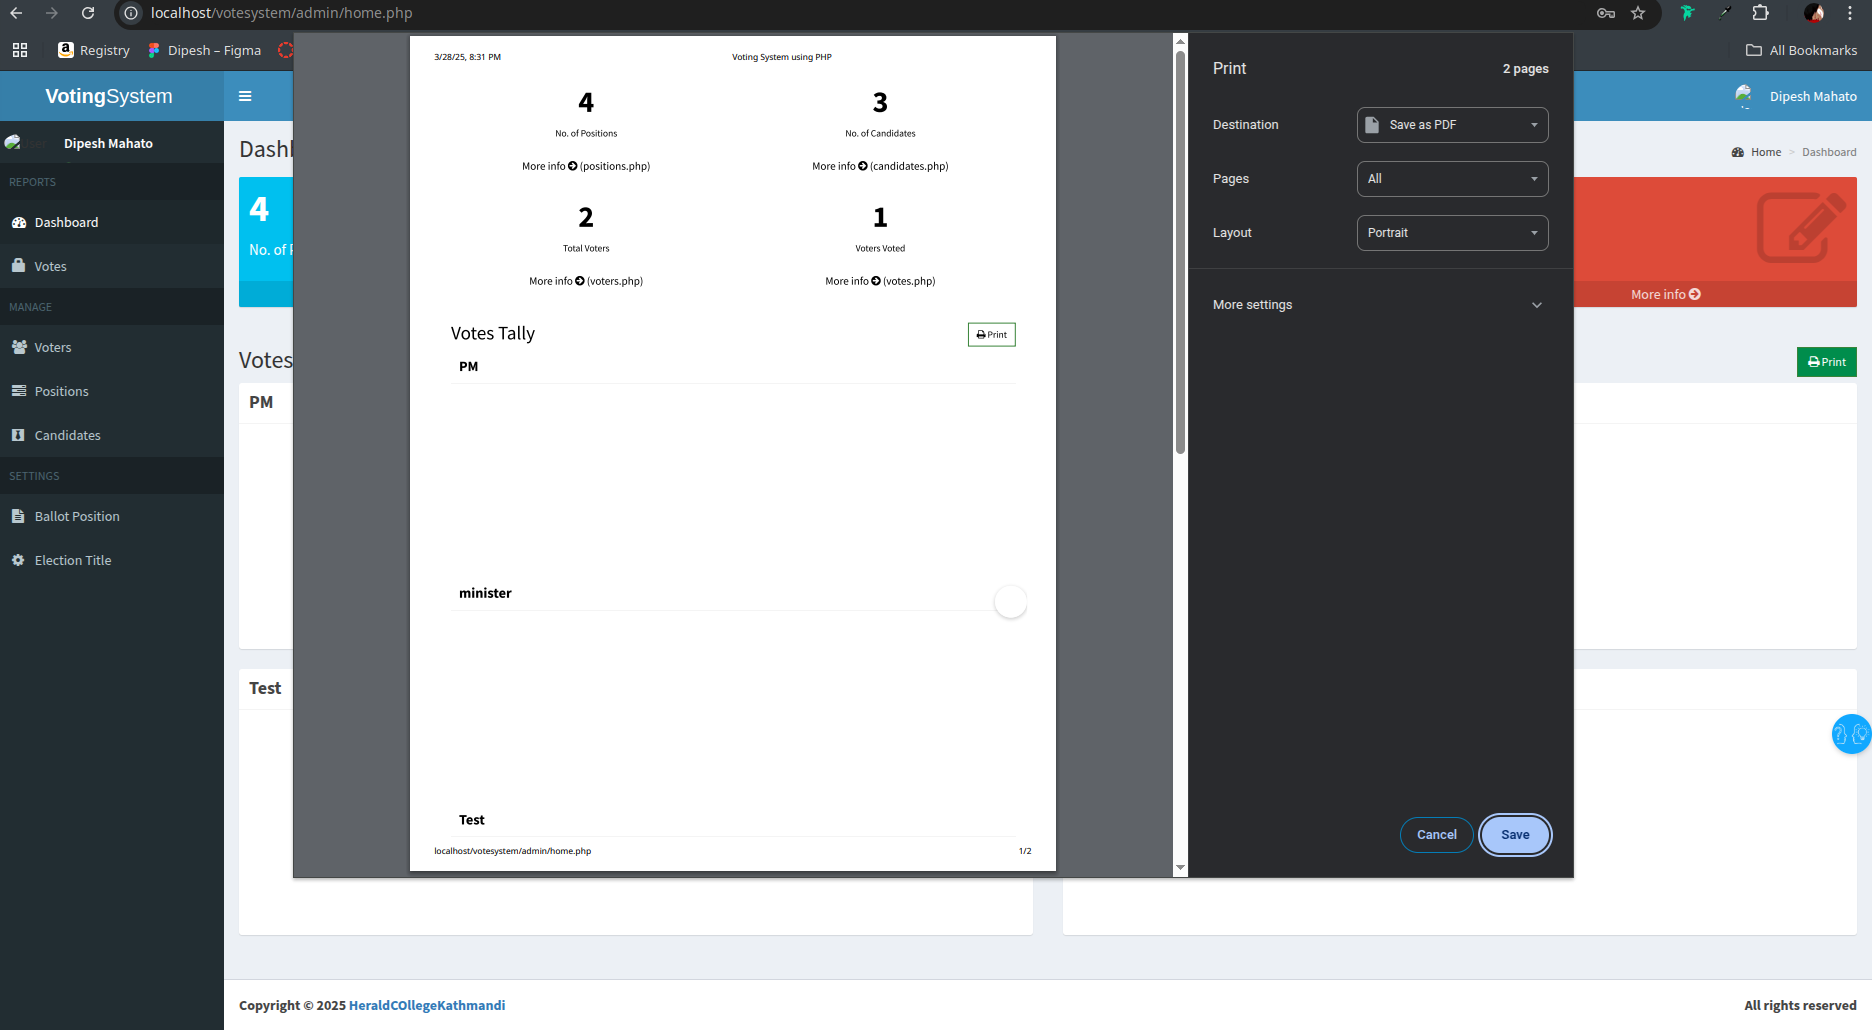 localhost/votesystem/admin/home.php
Registry
Dipesh – Figma
All Bookmarks
VotingSystem
Dipesh Mahato
Dipesh Mahato
REPORTS
Dashboard
Votes
MANAGE
Voters
Positions
Candidates
SETTINGS
Ballot Position
Election Title
Dashl
Home > Dashboard
4
No. of
More info
Votes
Print
PM
Test
3/28/25, 8:31 PM
Voting System using PHP
4
No. of Positions
More info (positions.php)
3
No. of Candidates
More info (candidates.php)
2
Total Voters
More info (voters.php)
1
Voters Voted
More info (votes.php)
Votes Tally
Print
PM
minister
Test
localhost/votesystem/admin/home.php
1/2
Print
2 pages
Destination
Save as PDF
Pages
All
Layout
Portrait
More settings
Cancel
Save
Copyright © 2025 HeraldCOllegeKathmandi
All rights reserved